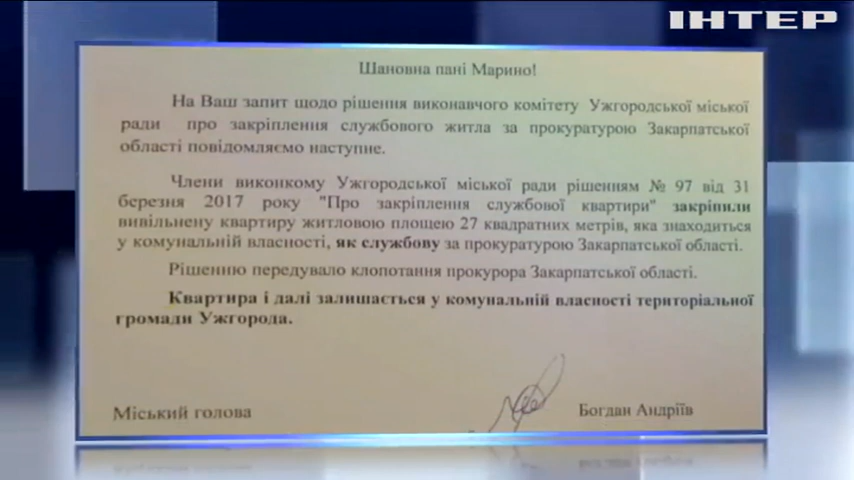 ІНТЕР
Шановна пані Марино!
На Ваш запит щодо рішення виконавчого комітету Ужгородської міської
ради про закріплення службового житла за прокуратурою Закарпатської
області повідомляємо наступне.
Члени виконкому Ужгородської міської ради рішенням № 97 від 31
березня 2017 року "Про закріплення службової квартири" закріпили
вивільнену квартиру житловою площею 27 квадратних метрів, яка знаходиться
у комунальній власності, як службову за прокуратурою Закарпатської області.
Рішенню передувало клопотання прокурора Закарпатської області.
Квартира і далі залишається у комунальній власності територіальної
громади Ужгорода.
Міський голова
Богдан Андріїв